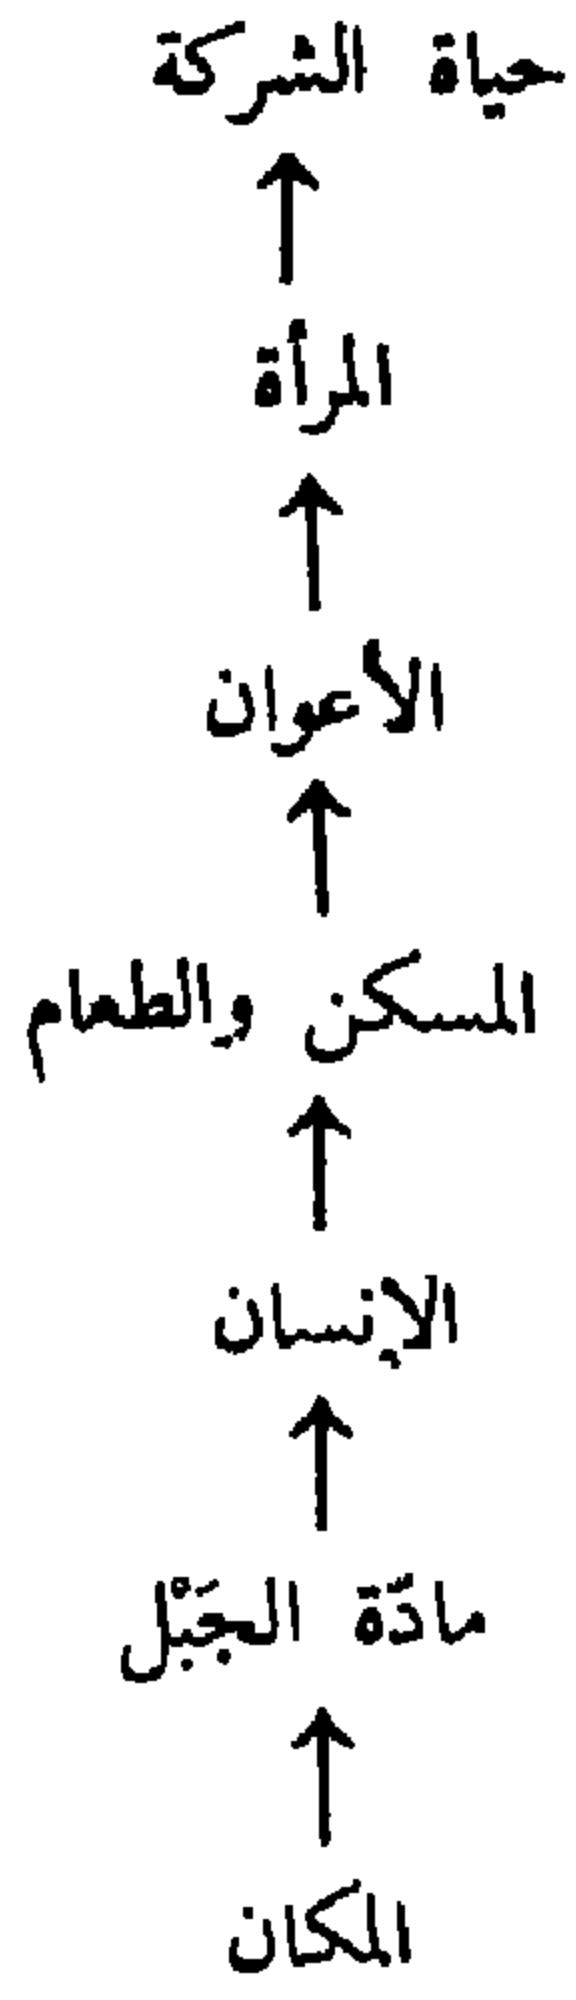 حياة الشركة
المرأة
الأعوان
المسكن والطعام
الإنسان
مادّة الجَبْل
المكان